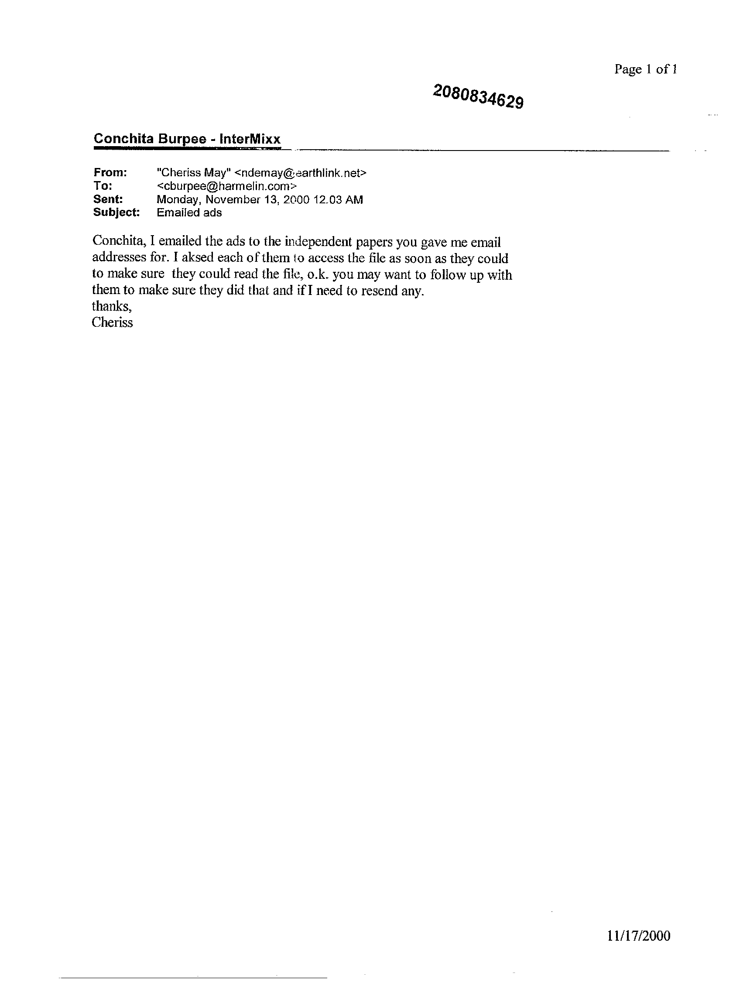 Page 1 of 1
2080834629
Conchita Burpee - InterMixx
From: "Cheriss May" <ndemay@earthlink.net>
To: <cburpee@harmelin.com>
Sent: Monday, November 13, 2000 12.03 AM
Subject: Emailed ads
Conchita, I emailed the ads to the independent papers you gave me email
addresses for. I aksed each of them to access the file as soon as they could
to make sure they could read the file, o.k. you may want to follow up with
them to make sure they did that and if I need to resend any.
thanks,
Cheriss
11/17/2000